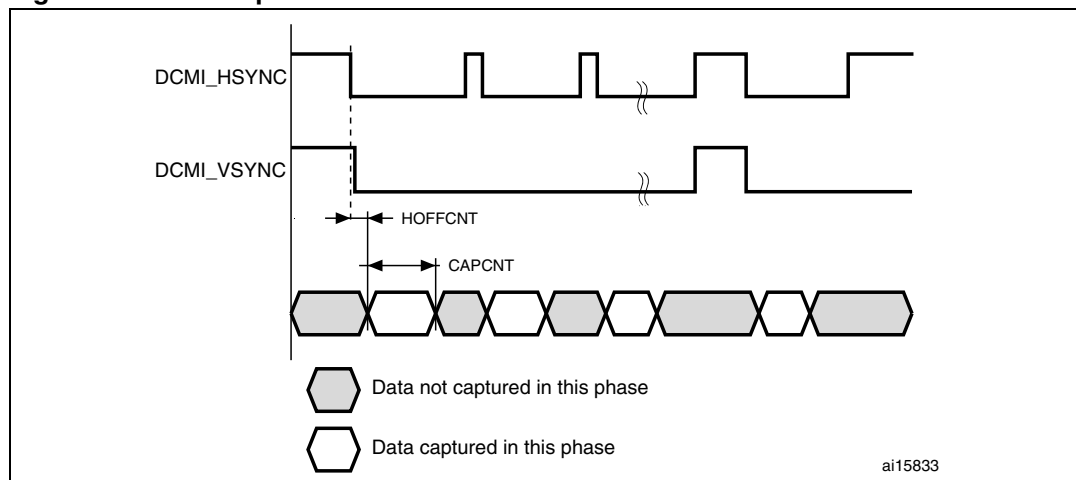 DCMI_HSYNC
DCMI_VSYNC
HOFFCNT
CAPCNT
Data not captured in this phase
Data captured in this phase
ai15833